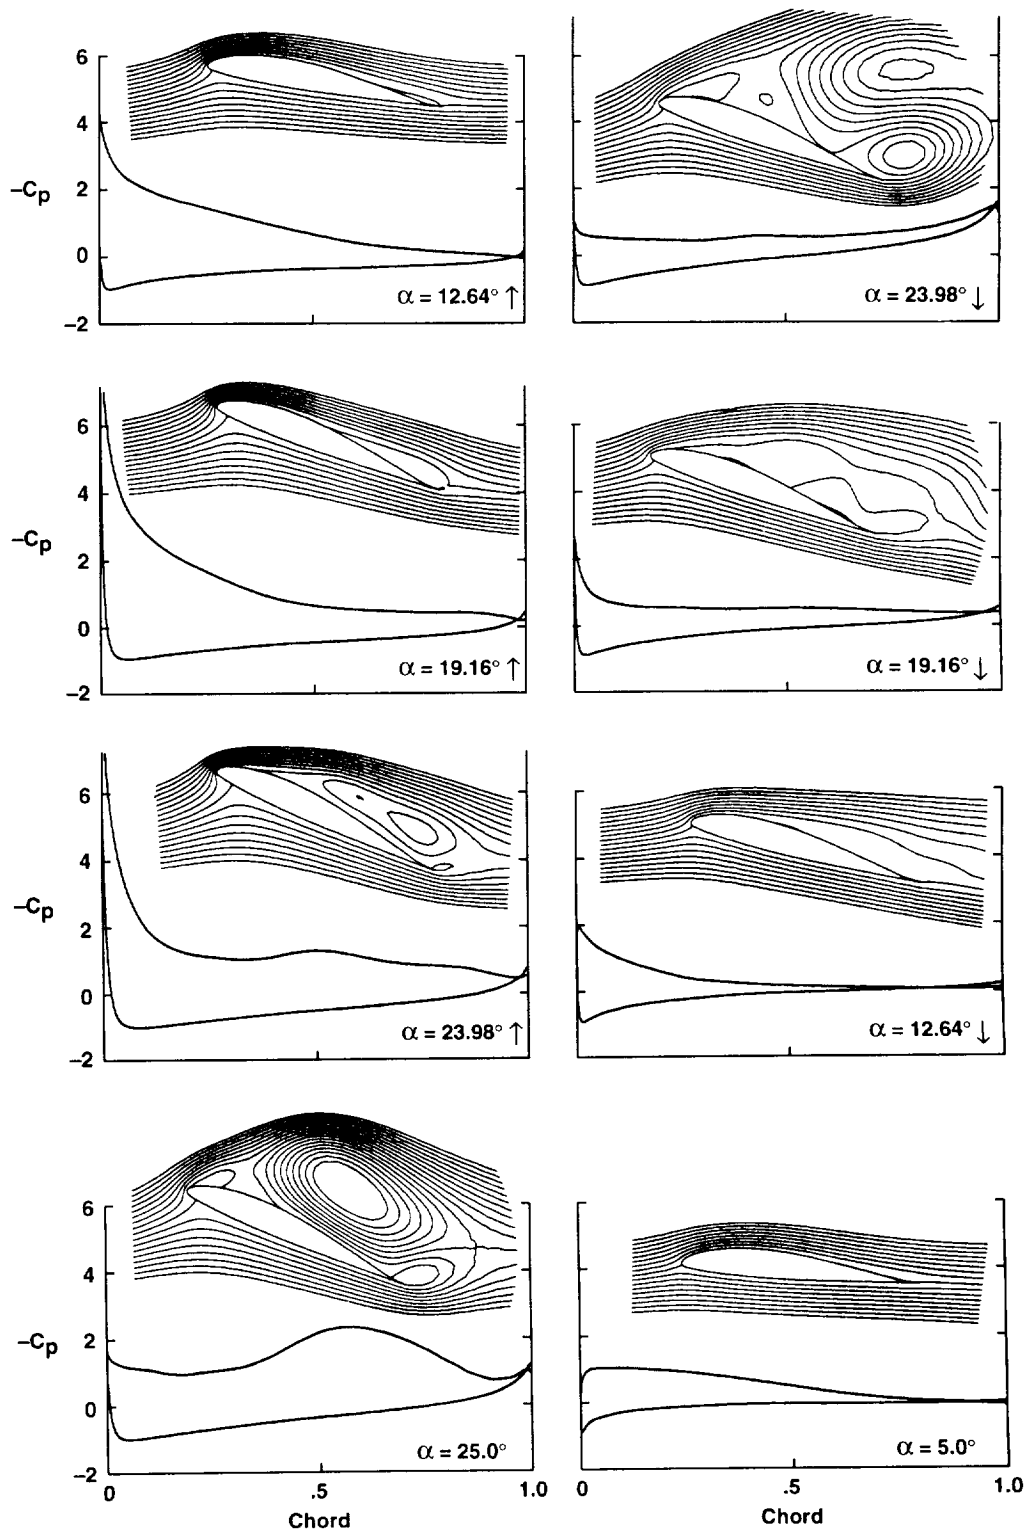 6
4
−Cp
2
0
−2
α = 12.64° ↑
α = 23.98° ↓
6
4
−Cp
2
0
−2
α = 19.16° ↑
α = 19.16° ↓
6
4
−Cp
2
0
−2
α = 23.98° ↑
α = 12.64° ↓
6
4
−Cp
2
0
−2
α = 25.0°
0 .5 1.0
Chord
α = 5.0°
0 .5 1.0
Chord